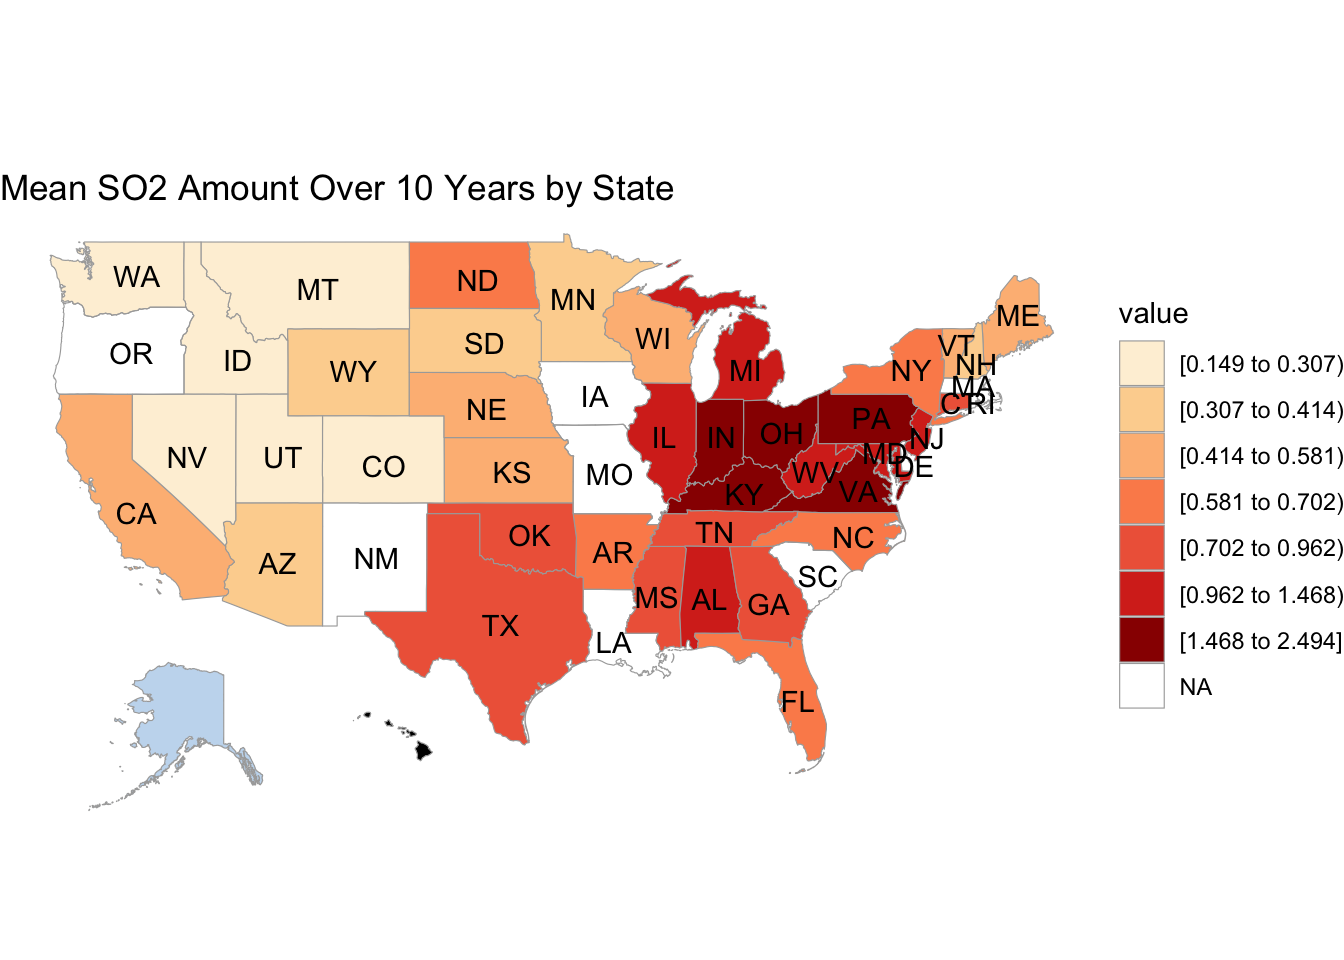 Mean SO2 Amount Over 10 Years by State
WA
MT
ND
MN
ME
OR
ID
WY
SD
WI
MI
NY
VT
NH
MA
CT
RI
NV
UT
CO
NE
IA
IL
IN
OH
PA
NJ
CA
KS
MO
KY
WV
MD
DE
VA
AZ
NM
OK
AR
TN
NC
TX
LA
MS
AL
GA
SC
FL
value
[0.149 to 0.307)
[0.307 to 0.414)
[0.414 to 0.581)
[0.581 to 0.702)
[0.702 to 0.962)
[0.962 to 1.468)
[1.468 to 2.494]
NA